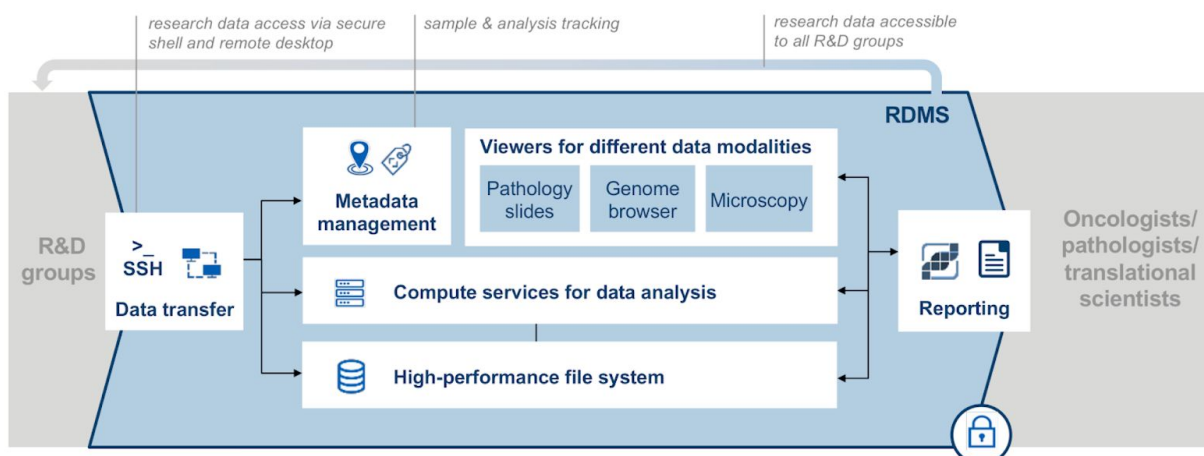 research data access via secure
shell and remote desktop
sample & analysis tracking
research data accessible
to all R&D groups
RDMS
R&D
groups
>_
SSH
Data transfer
Metadata
management
Viewers for different data modalities
Pathology
slides
Genome
browser
Microscopy
Compute services for data analysis
High-performance file system
Reporting
Oncologists/
pathologists/
translational
scientists